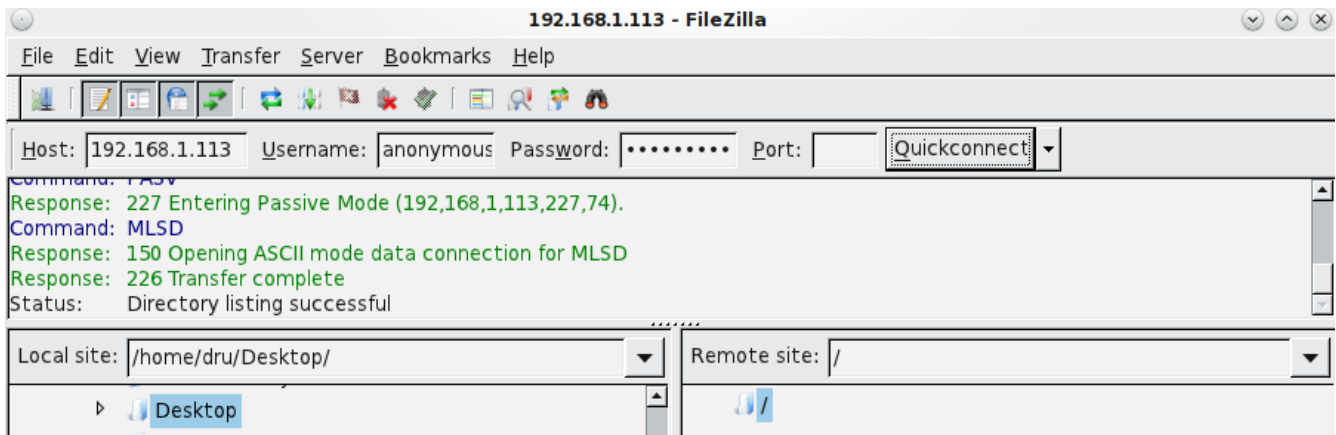 192.168.1.113 - FileZilla
File Edit View Transfer Server Bookmarks Help
Host: 192.168.1.113 Username: anonymous Password: ••••••••• Port: Quickconnect
Command: PASV
Response: 227 Entering Passive Mode (192,168,1,113,227,74).
Command: MLSD
Response: 150 Opening ASCII mode data connection for MLSD
Response: 226 Transfer complete
Status: Directory listing successful
Local site: /home/dru/Desktop/ Remote site: /
Desktop /